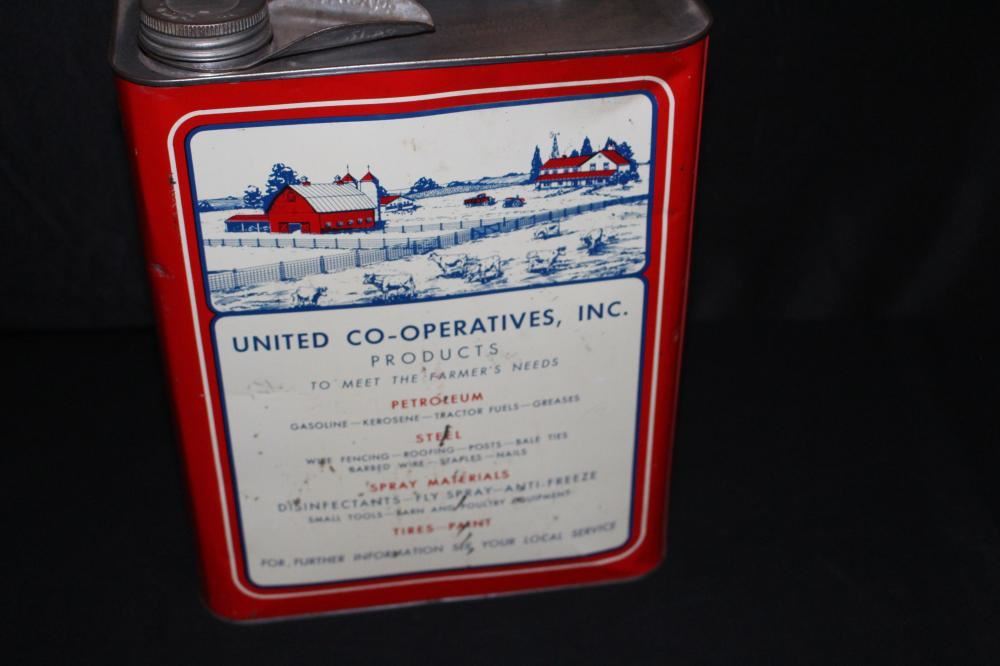 UNITED CO-OPERATIVES, INC.
PRODUCTS
TO MEET THE FARMER'S NEEDS
PETROLEUM
GASOLINE—KEROSENE—TRACTOR FUELS—GREASES
STEEL
WIRE FENCING—ROOFING—POSTS—BALE TIES
BARBED WIRE—STAPLES—NAILS
SPRAY MATERIALS
DISINFECTANTS—FLY SPRAY—ANTI-FREEZE
SMALL TOOLS—BARN AND POULTRY EQUIPMENT
TIRES—PAINT
FOR FURTHER INFORMATION SEE YOUR LOCAL SERVICE